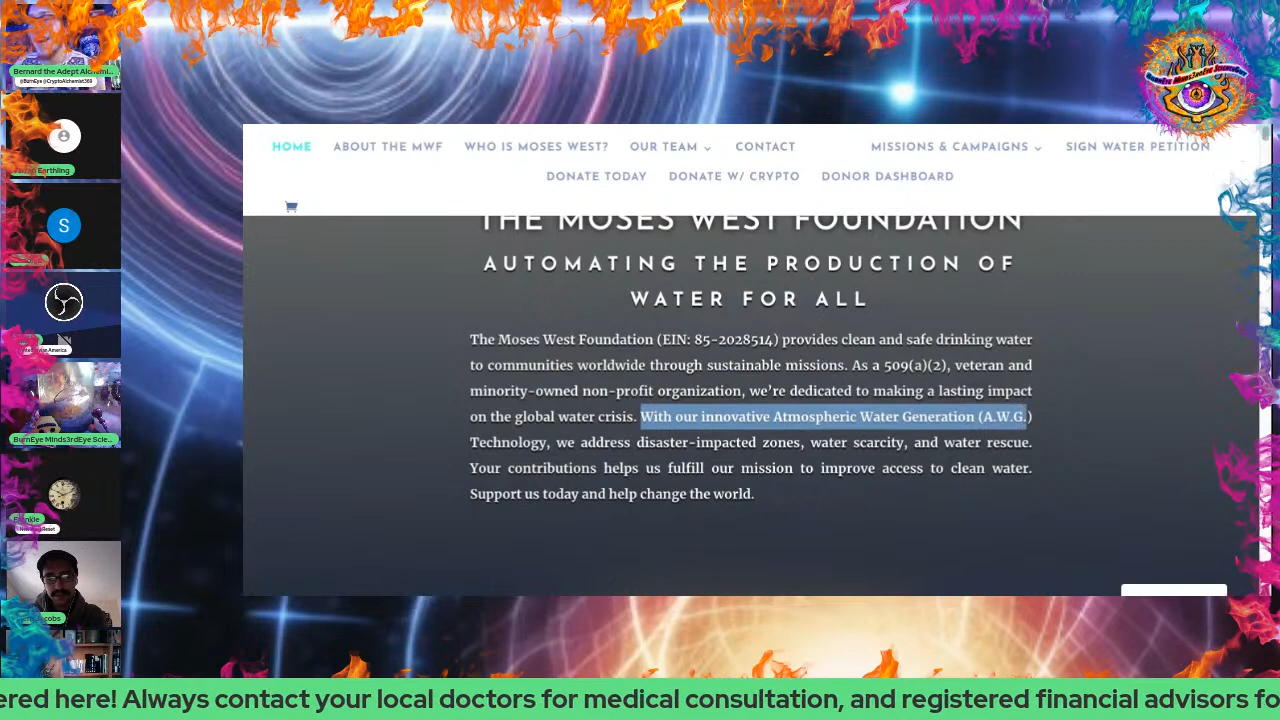 Bernard the Adept Alchemi...
@BurnEye @CryptoAlchemist369
Earthling
S
BurnEye Minds3rdEye Scie...
HOME ABOUT THE MWF WHO IS MOSES WEST? OUR TEAM CONTACT MISSIONS & CAMPAIGNS SIGN WATER PETITION
DONATE TODAY DONATE W/ CRYPTO DONOR DASHBOARD
THE MOSES WEST FOUNDATION
AUTOMATING THE PRODUCTION OF
WATER FOR ALL
The Moses West Foundation (EIN: 85-2028514) provides clean and safe drinking water
to communities worldwide through sustainable missions. As a 509(a)(2), veteran and
minority-owned non-profit organization, we’re dedicated to making a lasting impact
on the global water crisis. With our innovative Atmospheric Water Generation (A.W.G.)
Technology, we address disaster-impacted zones, water scarcity, and water rescue.
Your contributions helps us fulfill our mission to improve access to clean water.
Support us today and help change the world.
ered here! Always contact your local doctors for medical consultation, and registered financial advisors fo